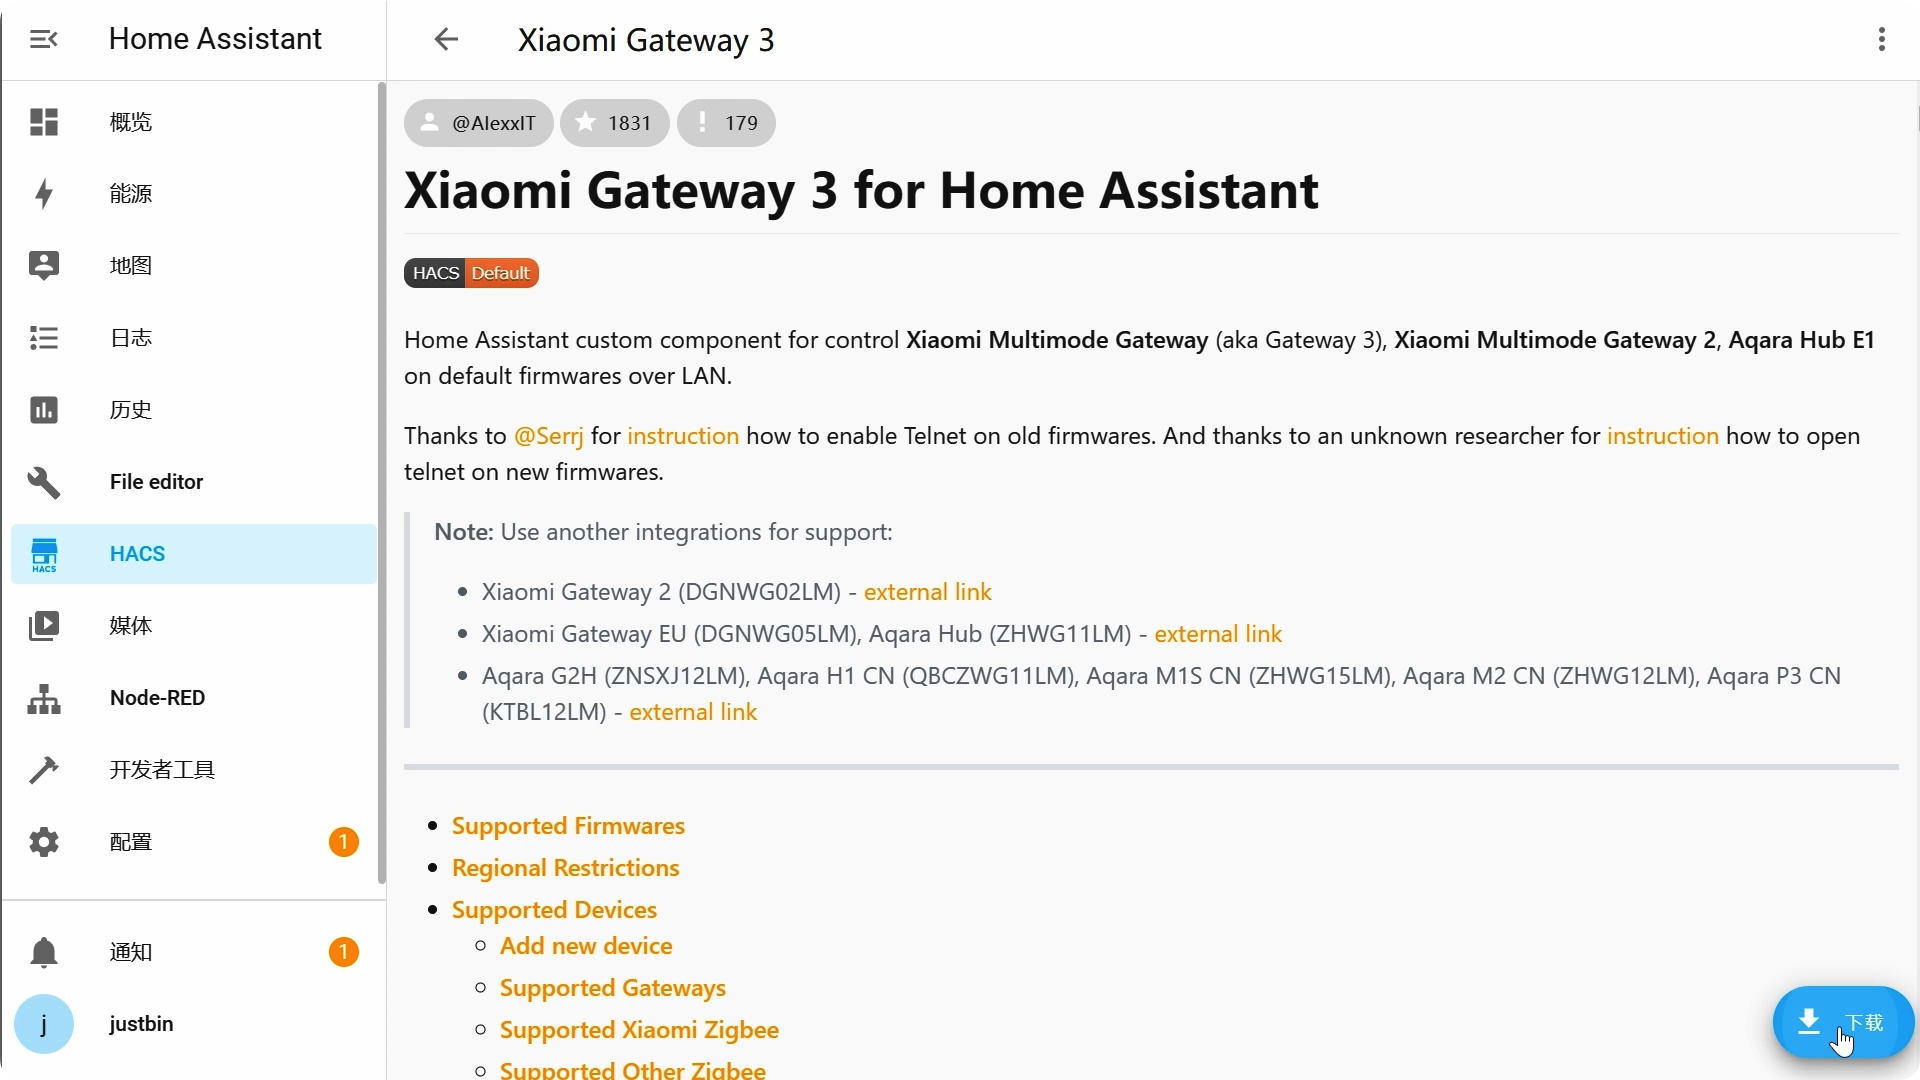 Home Assistant
Xiaomi Gateway 3
概览
能源
地图
日志
历史
File editor
HACS
HACS
媒体
Node-RED
开发者工具
配置
1
通知
1
j
justbin
@AlexxIT
1831
179
Xiaomi Gateway 3 for Home Assistant
HACS Default
Home Assistant custom component for control Xiaomi Multimode Gateway (aka Gateway 3), Xiaomi Multimode Gateway 2, Aqara Hub E1
on default firmwares over LAN.
Thanks to @Serrj for instruction how to enable Telnet on old firmwares. And thanks to an unknown researcher for instruction how to open
telnet on new firmwares.
Note: Use another integrations for support:
Xiaomi Gateway 2 (DGNWG02LM) - external link
Xiaomi Gateway EU (DGNWG05LM), Aqara Hub (ZHWG11LM) - external link
Aqara G2H (ZNSXJ12LM), Aqara H1 CN (QBCZWG11LM), Aqara M1S CN (ZHWG15LM), Aqara M2 CN (ZHWG12LM), Aqara P3 CN
(KTBL12LM) - external link
Supported Firmwares
Regional Restrictions
Supported Devices
Add new device
Supported Gateways
Supported Xiaomi Zigbee
Supported Other Zigbee
下载